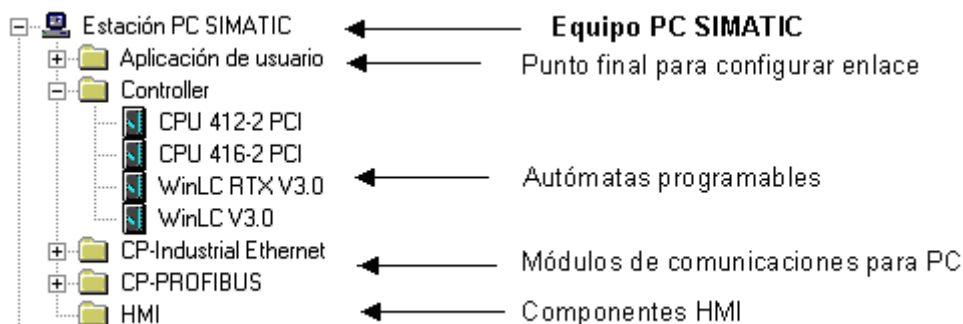 Estación PC SIMATIC Equipo PC SIMATIC
Aplicación de usuario Punto final para configurar enlace
Controller
CPU 412-2 PCI
CPU 416-2 PCI
WinLC RTX V3.0 Autómatas programables
WinLC V3.0
CP-Industrial Ethernet
Módulos de comunicaciones para PC
CP-PROFIBUS
HMI Componentes HMI